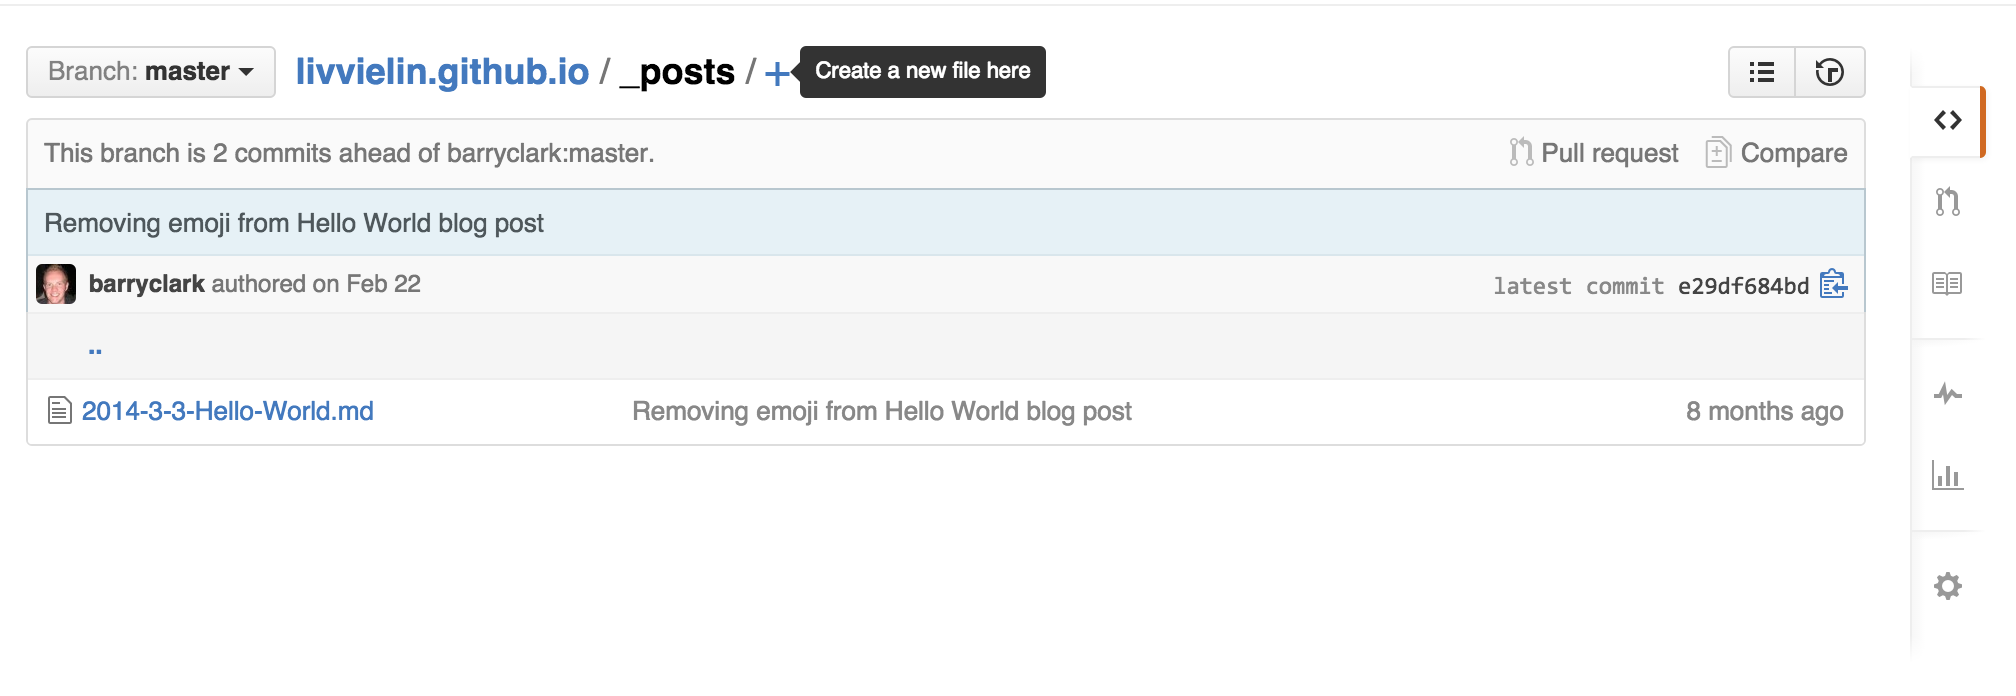 Branch: master livvielin.github.io / _posts / + Create a new file here
This branch is 2 commits ahead of barryclark:master. Pull request Compare
Removing emoji from Hello World blog post
barryclark authored on Feb 22 latest commit e29df684bd
..
2014-3-3-Hello-World.md Removing emoji from Hello World blog post 8 months ago